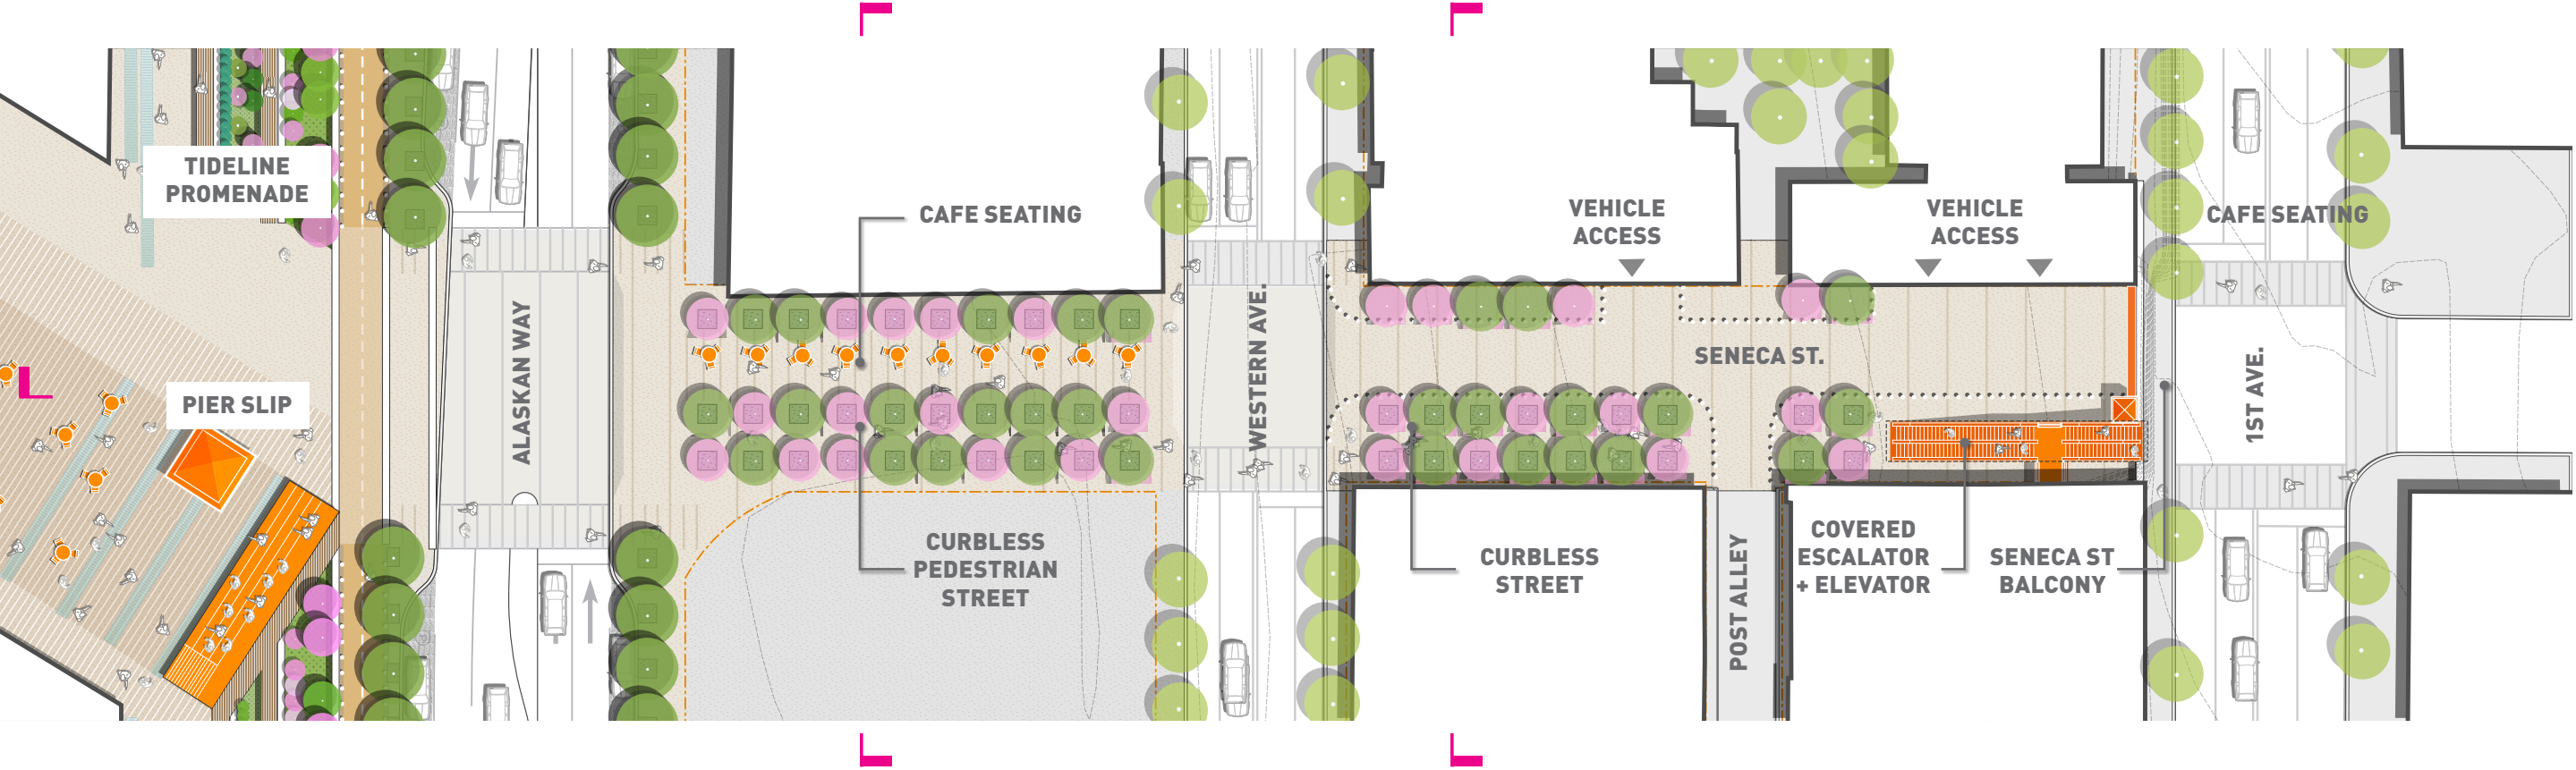 TIDELINE
PROMENADE
PIER SLIP
ALASKAN WAY
CAFE SEATING
CURBLESS
PEDESTRIAN
STREET
WESTERN AVE.
VEHICLE
ACCESS
VEHICLE
ACCESS
SENECA ST.
CURBLESS
STREET
POST ALLEY
COVERED
ESCALATOR
+ ELEVATOR
SENECA ST
BALCONY
CAFE SEATING
1ST AVE.